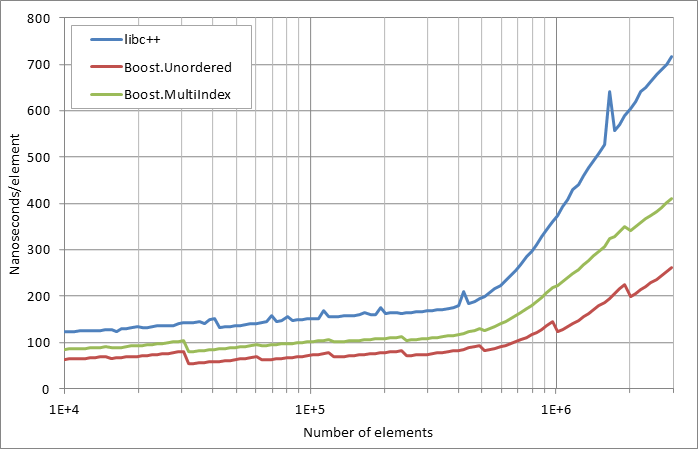 800
700
600
500
400
300
200
100
0
Nanoseconds/element
libc++
Boost.Unordered
Boost.MultiIndex
1E+4 1E+5 1E+6
Number of elements